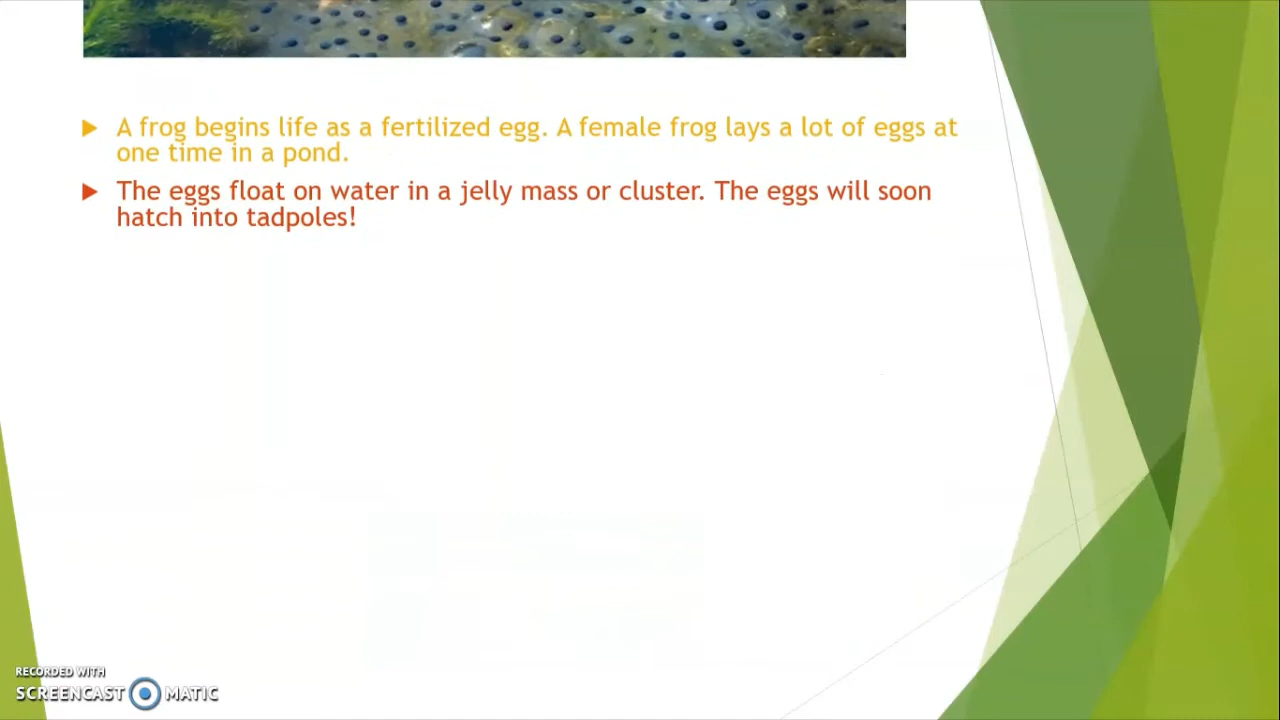 A frog begins life as a fertilized egg. A female frog lays a lot of eggs at
one time in a pond.
The eggs float on water in a jelly mass or cluster. The eggs will soon
hatch into tadpoles!
RECORDED WITH
SCREENCAST MATIC